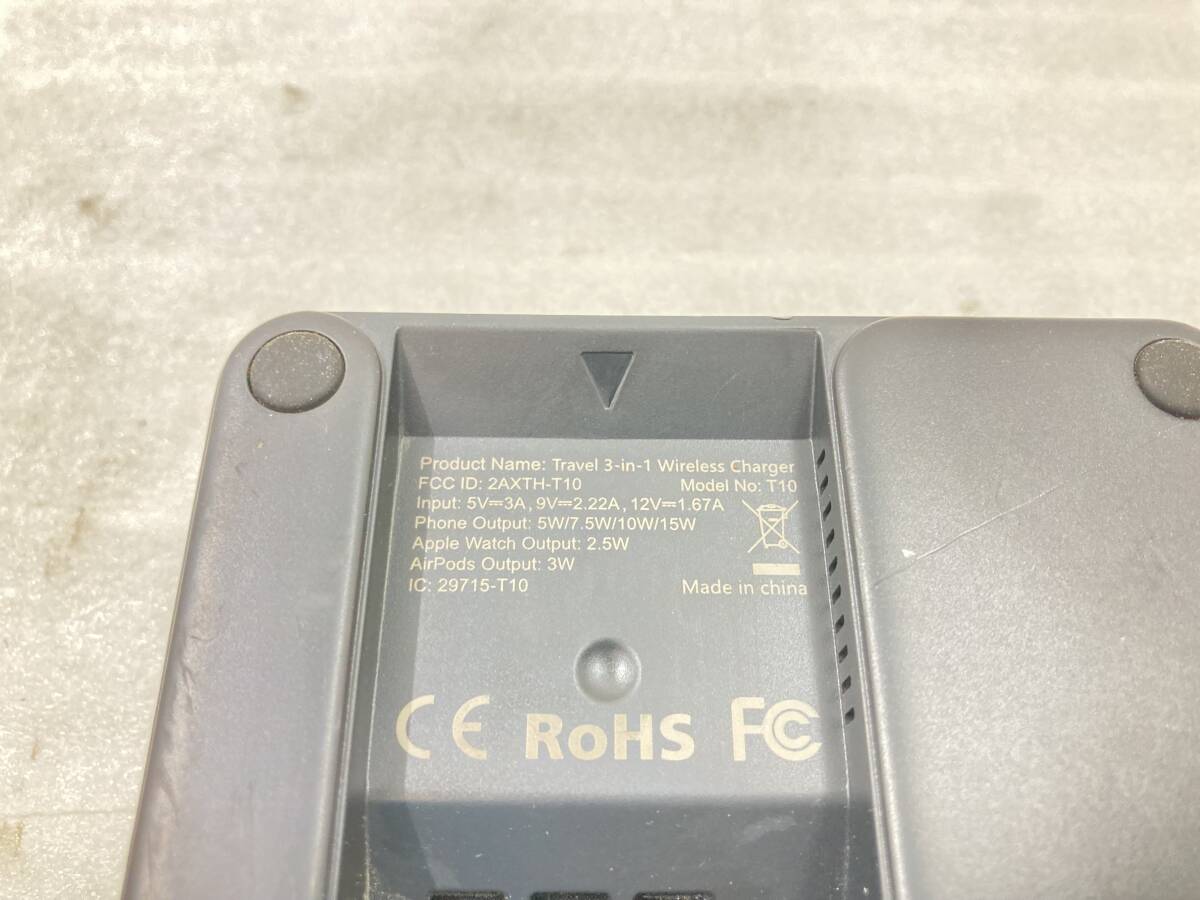 Product Name: Travel 3-in-1 Wireless Charger
FCC ID: 2AXTH-T10 Model No: T10
Input: 5V⎓3A, 9V⎓2.22A, 12V⎓1.67A
Phone Output: 5W/7.5W/10W/15W
Apple Watch Output: 2.5W
AirPods Output: 3W
IC: 29715-T10 Made in china
CE RoHS FC